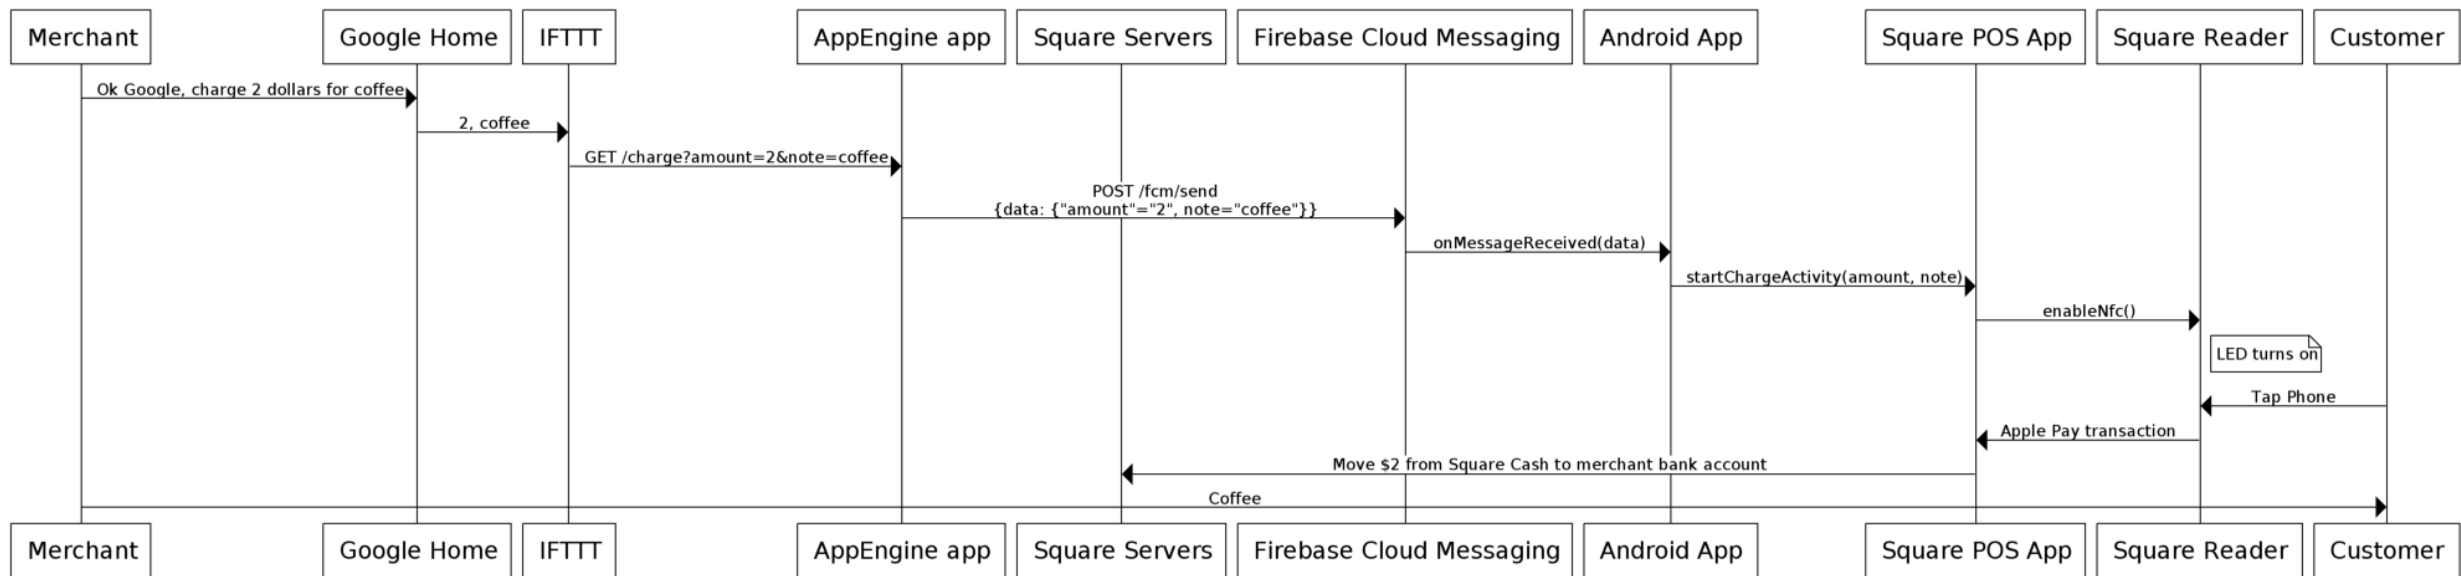 Merchant
Google Home
IFTTT
AppEngine app
Square Servers
Firebase Cloud Messaging
Android App
Square POS App
Square Reader
Customer
Ok Google, charge 2 dollars for coffee
2, coffee
GET /charge?amount=2&note=coffee
POST /fcm/send
{data: {"amount"="2", note="coffee"}}
onMessageReceived(data)
startChargeActivity(amount, note)
enableNfc()
LED turns on
Tap Phone
Apple Pay transaction
Move $2 from Square Cash to merchant bank account
Coffee
Merchant
Google Home
IFTTT
AppEngine app
Square Servers
Firebase Cloud Messaging
Android App
Square POS App
Square Reader
Customer